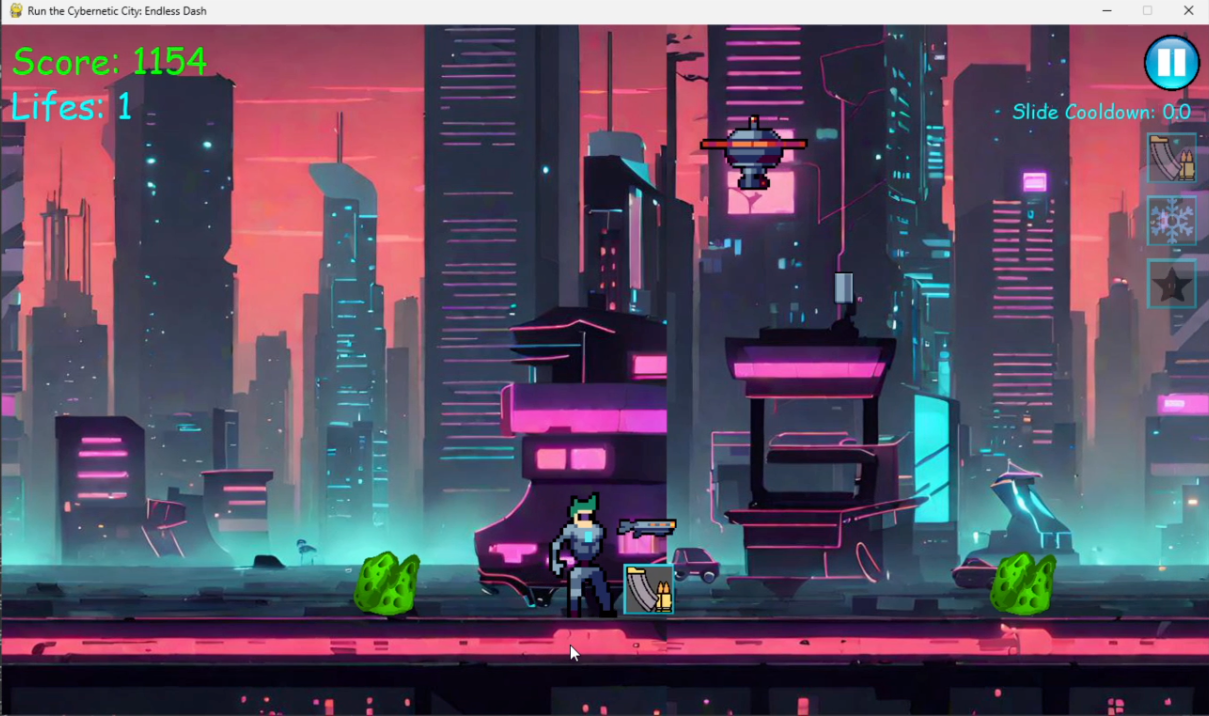 Run the Cybernetic City: Endless Dash
Score: 1154
Lifes: 1
Slide Cooldown: 0.0